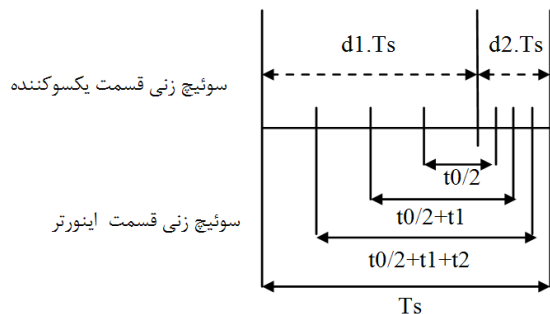 d1.Ts
d2.Ts
سوئیچ زنی قسمت یکسوکننده
t0/2
t0/2+t1
سوئیچ زنی قسمت اینورتر
t0/2+t1+t2
Ts